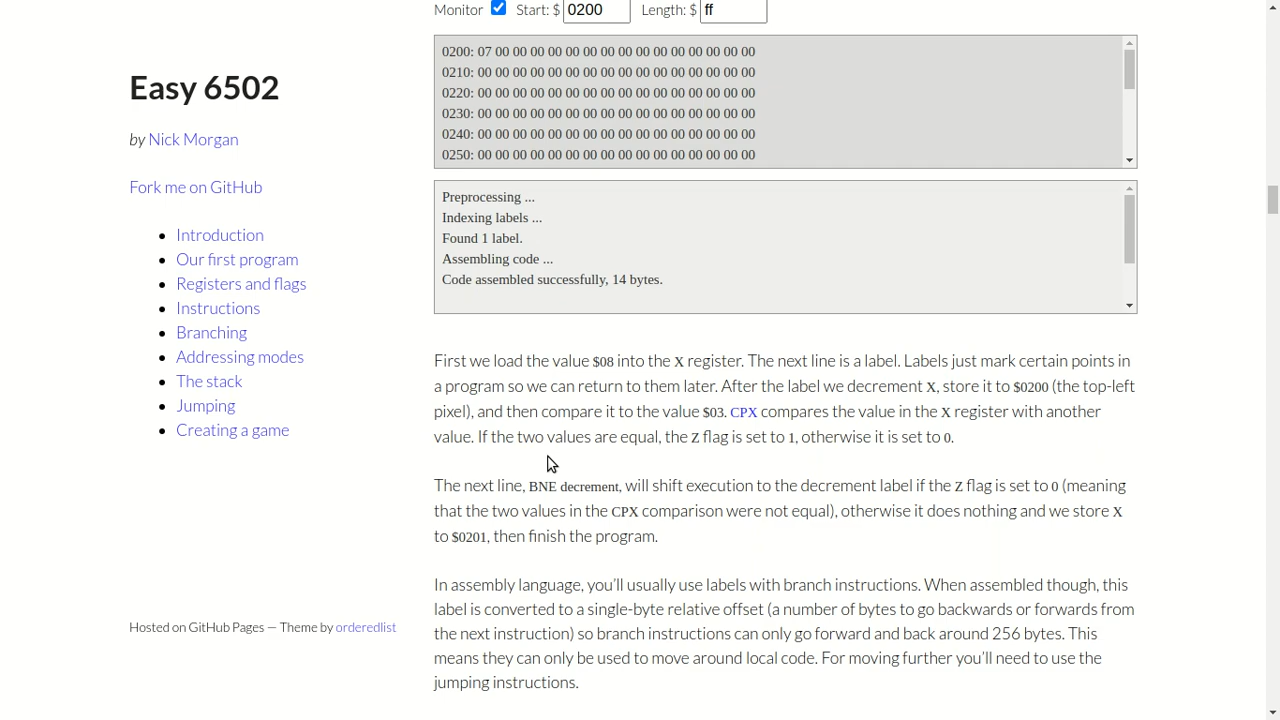 Monitor Start: $ 0200 Length: $ ff
0200: 07 00 00 00 00 00 00 00 00 00 00 00 00 00 00 00
0210: 00 00 00 00 00 00 00 00 00 00 00 00 00 00 00 00
0220: 00 00 00 00 00 00 00 00 00 00 00 00 00 00 00 00
0230: 00 00 00 00 00 00 00 00 00 00 00 00 00 00 00 00
0240: 00 00 00 00 00 00 00 00 00 00 00 00 00 00 00 00
0250: 00 00 00 00 00 00 00 00 00 00 00 00 00 00 00 00
Easy 6502
by Nick Morgan
Fork me on GitHub
Introduction
Our first program
Registers and flags
Instructions
Branching
Addressing modes
The stack
Jumping
Creating a game
Hosted on GitHub Pages — Theme by orderedlist
Preprocessing ...
Indexing labels ...
Found 1 label.
Assembling code ...
Code assembled successfully, 14 bytes.
First we load the value $08 into the X register. The next line is a label. Labels just mark certain points in
a program so we can return to them later. After the label we decrement X, store it to $0200 (the top-left
pixel), and then compare it to the value $03. CPX compares the value in the X register with another
value. If the two values are equal, the Z flag is set to 1, otherwise it is set to 0.
The next line, BNE decrement, will shift execution to the decrement label if the Z flag is set to 0 (meaning
that the two values in the CPX comparison were not equal), otherwise it does nothing and we store X
to $0201, then finish the program.
In assembly language, you’ll usually use labels with branch instructions. When assembled though, this
label is converted to a single-byte relative offset (a number of bytes to go backwards or forwards from
the next instruction) so branch instructions can only go forward and back around 256 bytes. This
means they can only be used to move around local code. For moving further you’ll need to use the
jumping instructions.